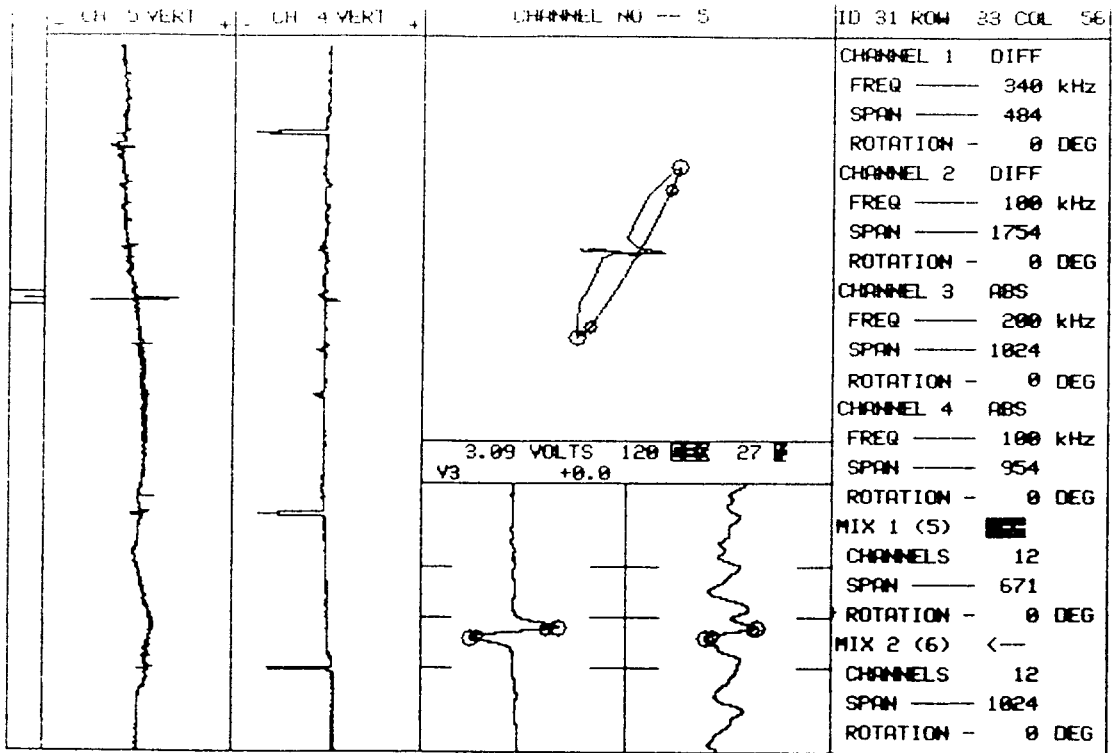 - CH 5 VERT +
- CH 4 VERT +
CHANNEL NO -- 5
3.09 VOLTS 120 DEG 27
V3 +0.0
ID 31 ROW 33 COL 56
CHANNEL 1 DIFF
FREQ —— 340 kHz
SPAN —— 484
ROTATION - 0 DEG
CHANNEL 2 DIFF
FREQ —— 100 kHz
SPAN —— 1754
ROTATION - 0 DEG
CHANNEL 3 ABS
FREQ —— 200 kHz
SPAN —— 1024
ROTATION - 0 DEG
CHANNEL 4 ABS
FREQ —— 100 kHz
SPAN —— 954
ROTATION - 0 DEG
MIX 1 (5)
CHANNELS 12
SPAN —— 671
ROTATION - 0 DEG
MIX 2 (6) <--
CHANNELS 12
SPAN —— 1024
ROTATION - 0 DEG